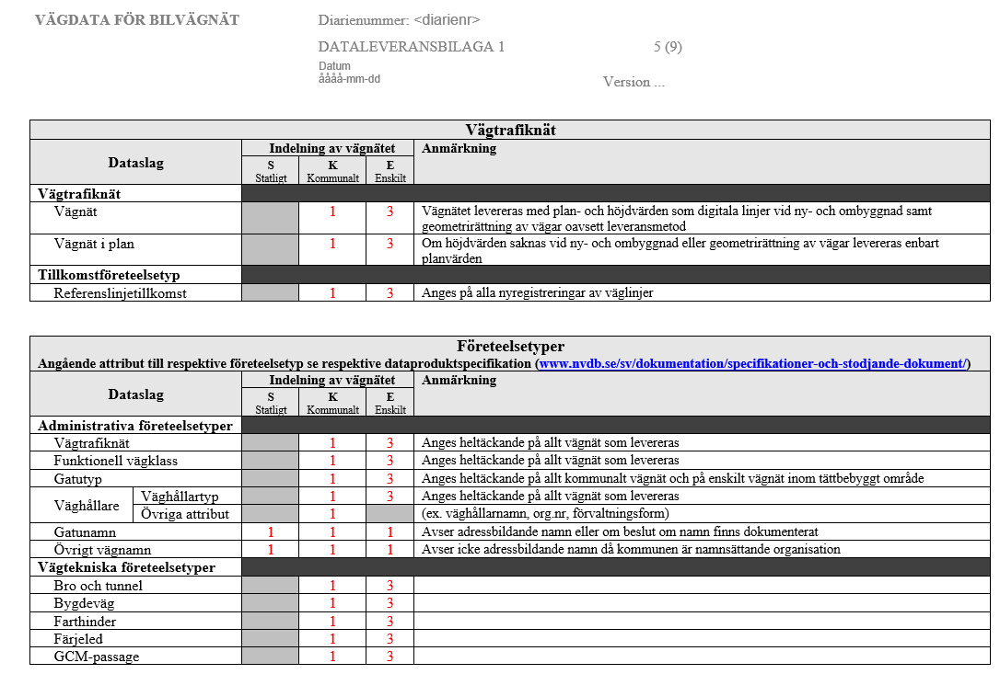 VÄGDATA FÖR BILVÄGNÄT Diarienummer: <diarienr>
DATALEVERANSBILAGA 1 5 (9)
Datum
åååå-mm-dd
Version ...
Vägtrafiknät
Dataslag Indelning av vägnätet Anmärkning
S K E
Statligt Kommunalt Enskilt
Vägtrafiknät
Vägnät 1 3 Vägnätet levereras med plan- och höjdvärden som digitala linjer vid ny- och ombyggnad samt
geometrirättning av vägar oavsett leveransmetod
Vägnät i plan 1 3 Om höjdvärden saknas vid ny- och ombyggnad eller geometrirättning av vägar levereras enbart
planvärden
Tillkomstföreteelsetyp
Referenslinjetillkomst 1 3 Anges på alla nyregistreringar av väglinjer
Företeelsetyper
Angående attribut till respektive företeelsetyp se respektive dataproduktspecifikation (www.nvdb.se/sv/dokumentation/specifikationer-och-stodjande-dokument/)
Dataslag Indelning av vägnätet Anmärkning
S K E
Statligt Kommunalt Enskilt
Administrativa företeelsetyper
Vägtrafiknät 1 3 Anges heltäckande på allt vägnät som levereras
Funktionell vägklass 1 3 Anges heltäckande på allt vägnät som levereras
Gatutyp 1 3 Anges heltäckande på allt kommunalt vägnät och på enskilt vägnät inom tättbebyggt område
Väghållare Väghållartyp 1 3 Anges heltäckande på allt vägnät som levereras
Övriga attribut 1 (ex. väghållarnamn, org.nr, förvaltningsform)
Gatunamn 1 1 1 Avser adressbildande namn eller om beslut om namn finns dokumenterat
Övrigt vägnamn 1 1 1 Avser icke adressbildande namn då kommunen är namnsättande organisation
Vägtekniska företeelsetyper
Bro och tunnel 1 3
Bygdeväg 1 3
Farthinder 1 3
Färjeled 1 3
GCM-passage 1 3